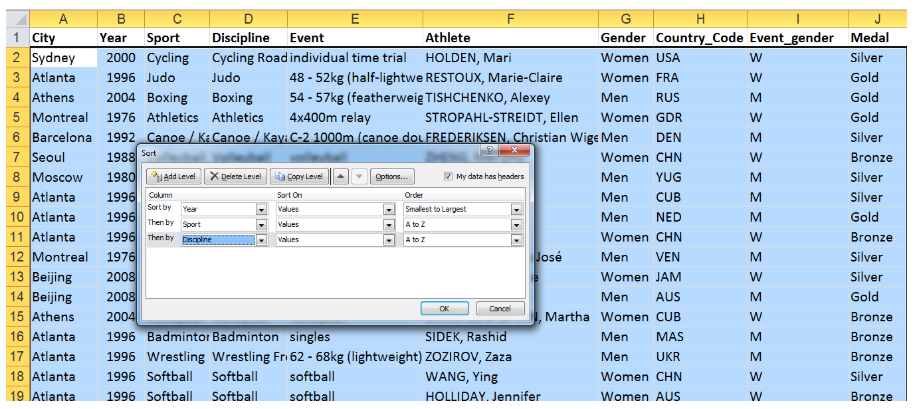 A B C D E F G H I J
1 City Year Sport Discipline Event Athlete Gender Country_Code Event_gender Medal
2 Sydney 2000 Cycling Cycling Road individual time trial HOLDEN, Mari Women USA W Silver
3 Atlanta 1996 Judo Judo 48 - 52kg (half-lightwe RESTOUX, Marie-Claire Women FRA W Gold
4 Athens 2004 Boxing Boxing 54 - 57kg (featherweig TISHCHENKO, Alexey Men RUS M Gold
5 Montreal 1976 Athletics Athletics 4x400m relay STROPAHL-STREIDT, Ellen Women GDR W Gold
6 Barcelona 1992 Canoe / Ka Canoe / Kaya C-2 1000m (canoe dou FREDERIKSEN, Christian Wige Men DEN M Silver
7 Seoul 1988 Women CHN W Bronze
Sort
8 Moscow 1980 Men YUG M Silver
Add Level Delete Level Copy Level Options... My data has headers
9 Atlanta 1996 Men CUB M Silver
Column Sort On Order
10 Atlanta 1996 Men NED M Gold
Sort by Year Values Smallest to Largest
Then by Sport Values A to Z
11 Atlanta 1996 Women CHN W Bronze
Then by Discipline Values A to Z
12 Montreal 1976 José Men VEN M Silver
13 Beijing 2008 Women JAM W Silver
14 Beijing 2008 Men AUS M Gold
OK Cancel
15 Athens 2004 N, Martha Women CUB W Bronze
16 Atlanta 1996 Badminton Badminton singles SIDEK, Rashid Men MAS M Bronze
17 Atlanta 1996 Wrestling Wrestling Fre 62 - 68kg (lightweight) ZOZIROV, Zaza Men UKR M Bronze
18 Atlanta 1996 Softball Softball softball WANG, Ying Women CHN W Silver
19 Atlanta 1996 Softball Softball softball HOLLIDAY, Jennifer Women AUS W Bronze